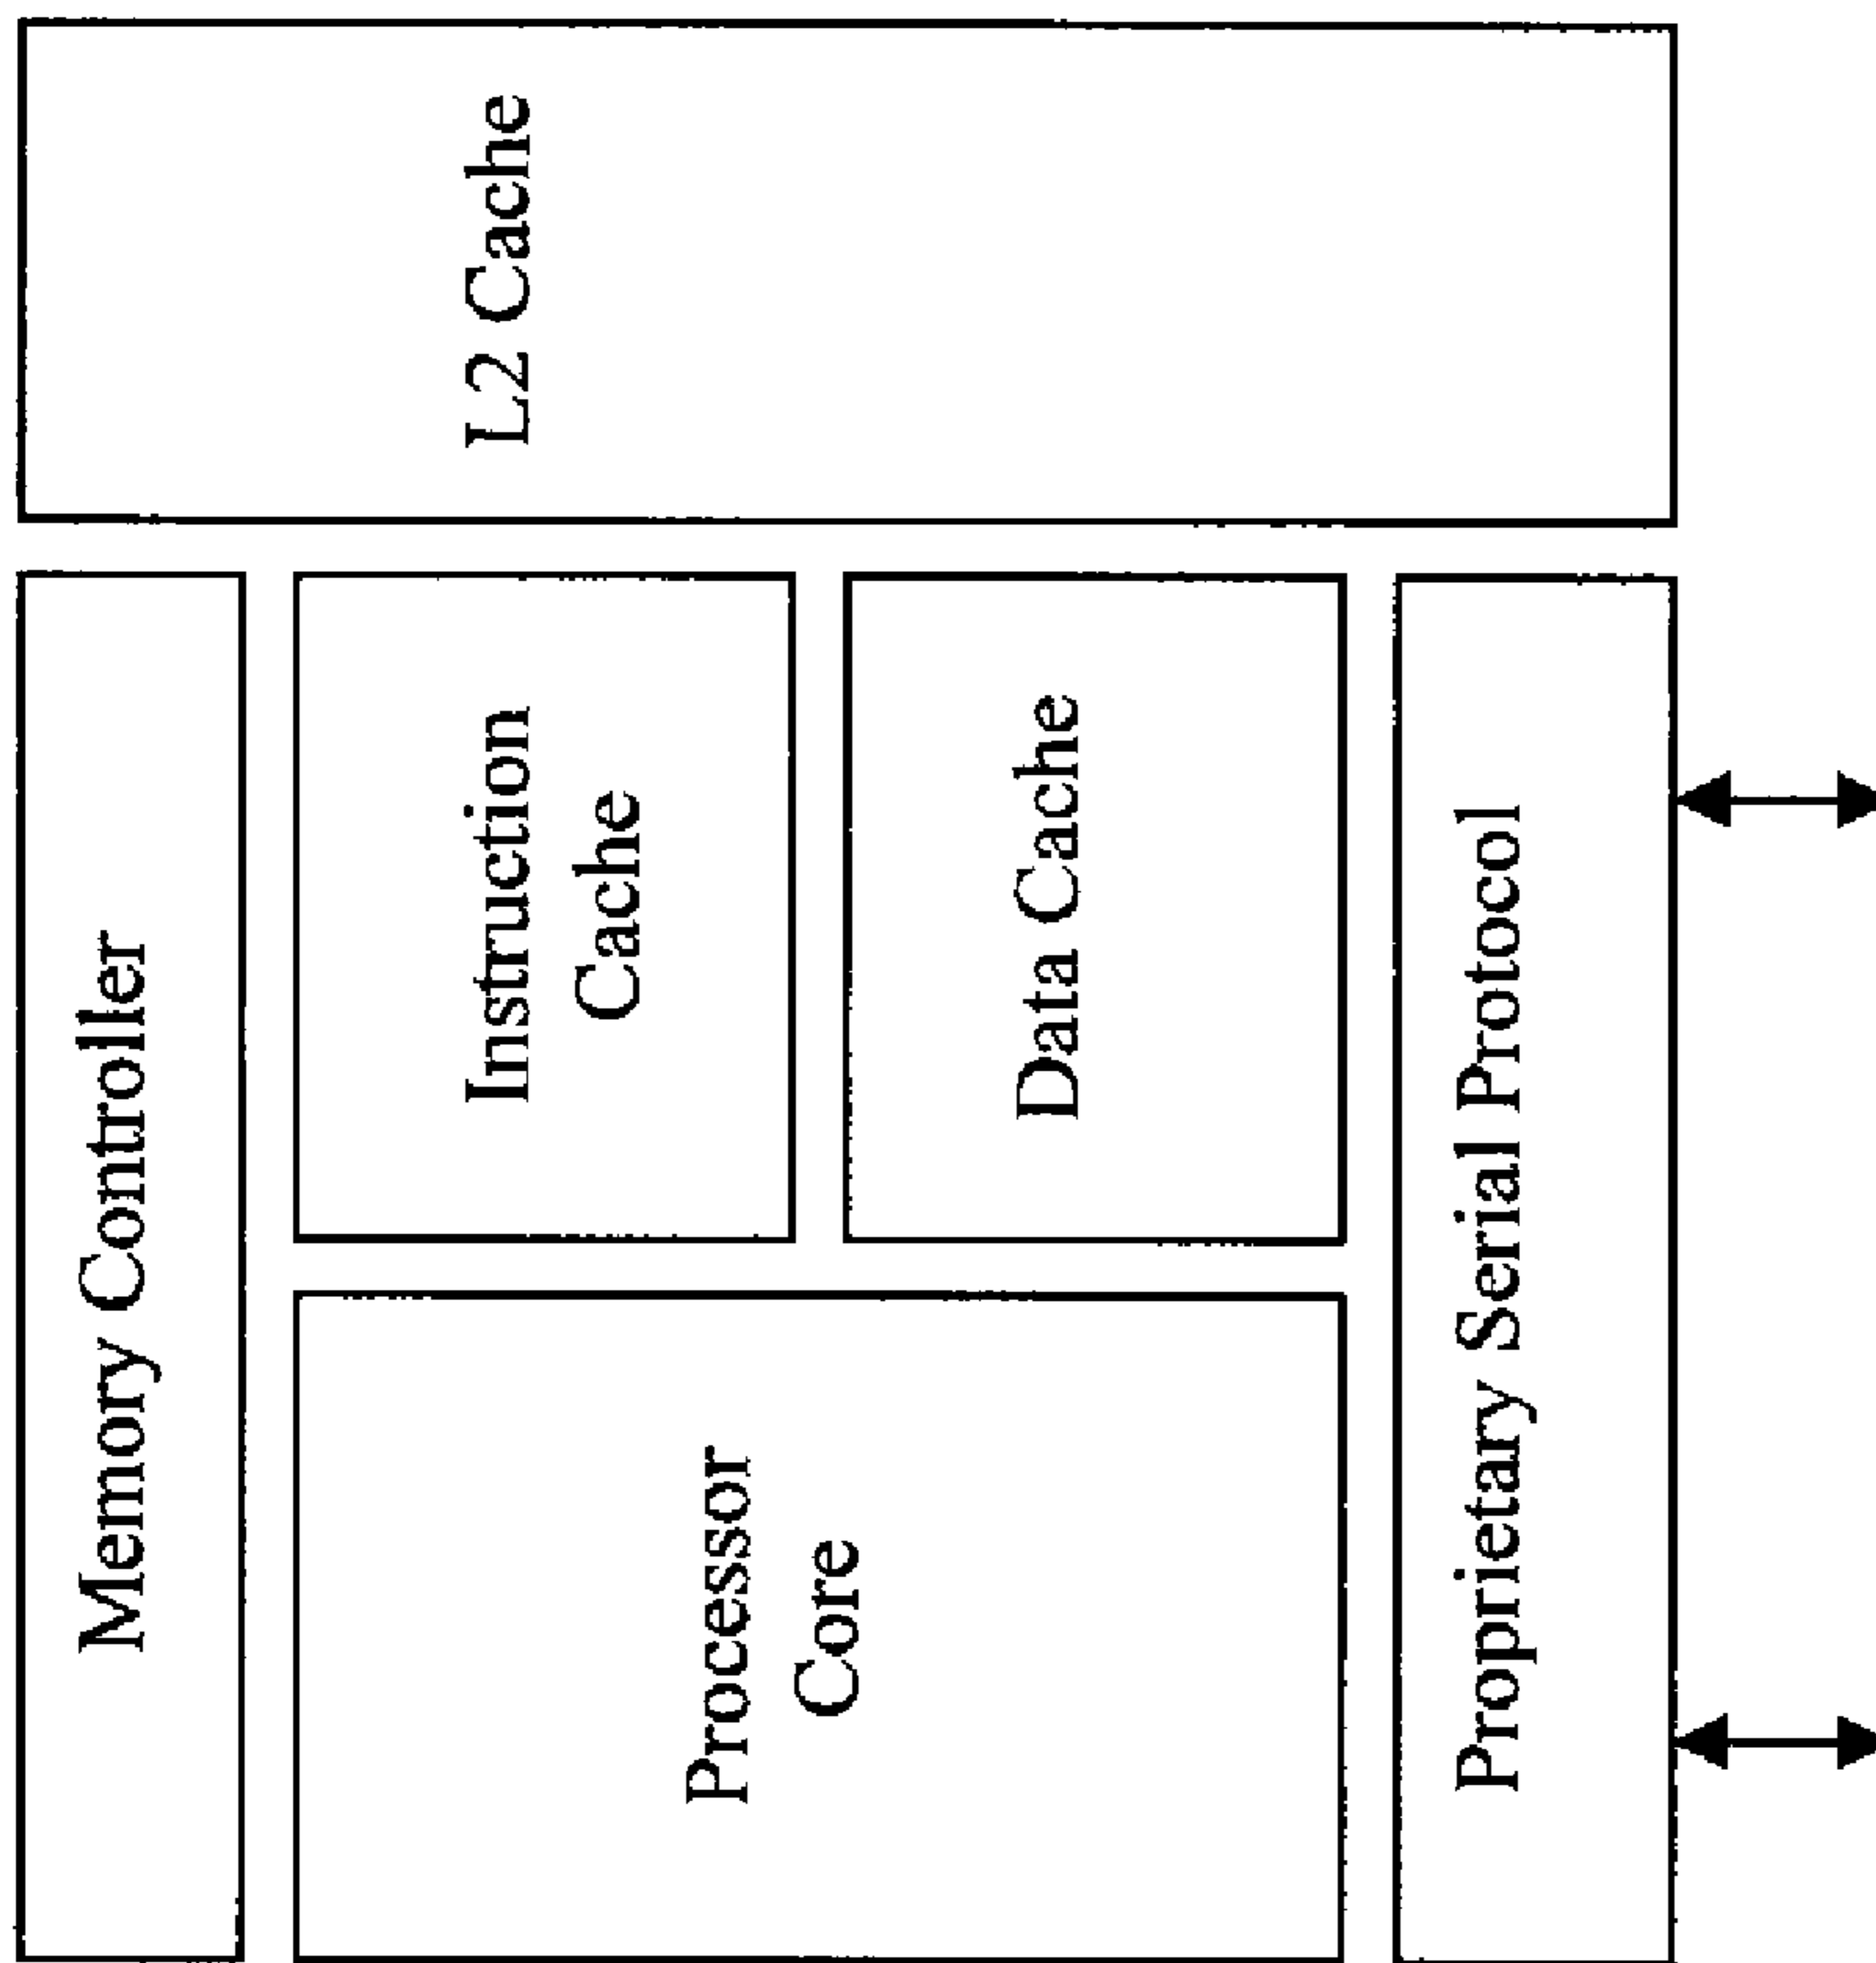 Memory Controller
Processor
Core
Instruction
Cache
Data Cache
L2 Cache
Proprietary Serial Protocol